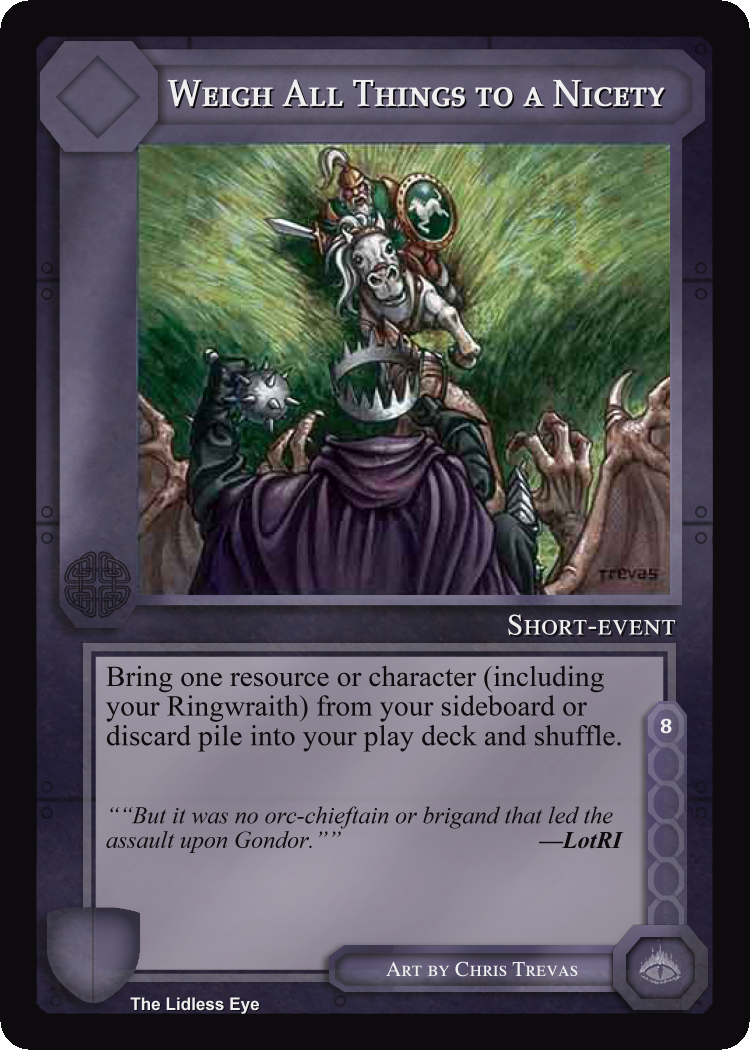 Weigh All Things to a Nicety
Trevas
Short-event
Bring one resource or character (including
your Ringwraith) from your sideboard or
discard pile into your play deck and shuffle.
8
““But it was no orc-chieftain or brigand that led the
assault upon Gondor.”” —LotRI
Art by Chris Trevas
The Lidless Eye